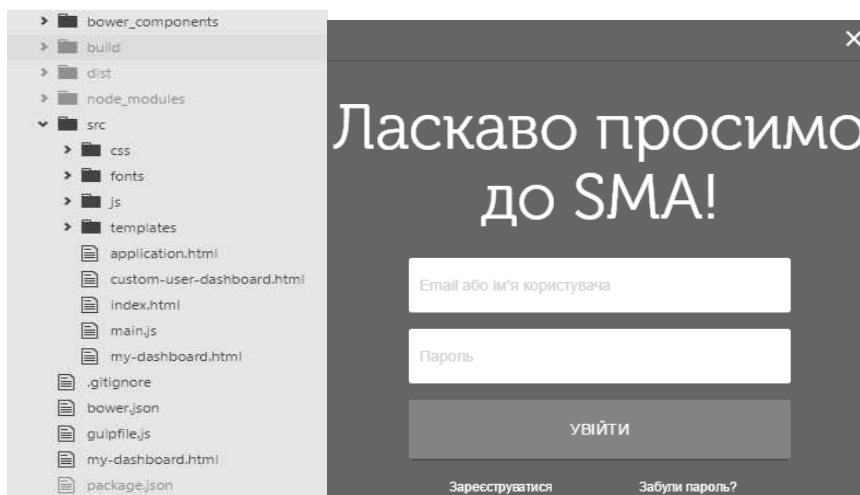 bower_components
build
dist
node_modules
src
css
fonts
js
templates
application.html
custom-user-dashboard.html
index.html
main.js
my-dashboard.html
.gitignore
bower.json
gulpfile.js
my-dashboard.html
package.json
Ласкаво просимо
до SMA!
Email або ім'я користувача
Пароль
УВІЙТИ
Зареєструватися
Забули пароль?